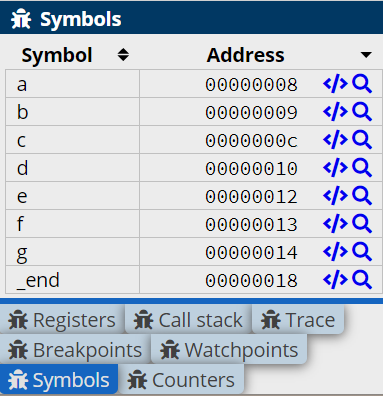 Symbols
Symbol Address
a 00000008
b 00000009
c 0000000c
d 00000010
e 00000012
f 00000013
g 00000014
_end 00000018
Registers Call stack Trace
Breakpoints Watchpoints
Symbols Counters